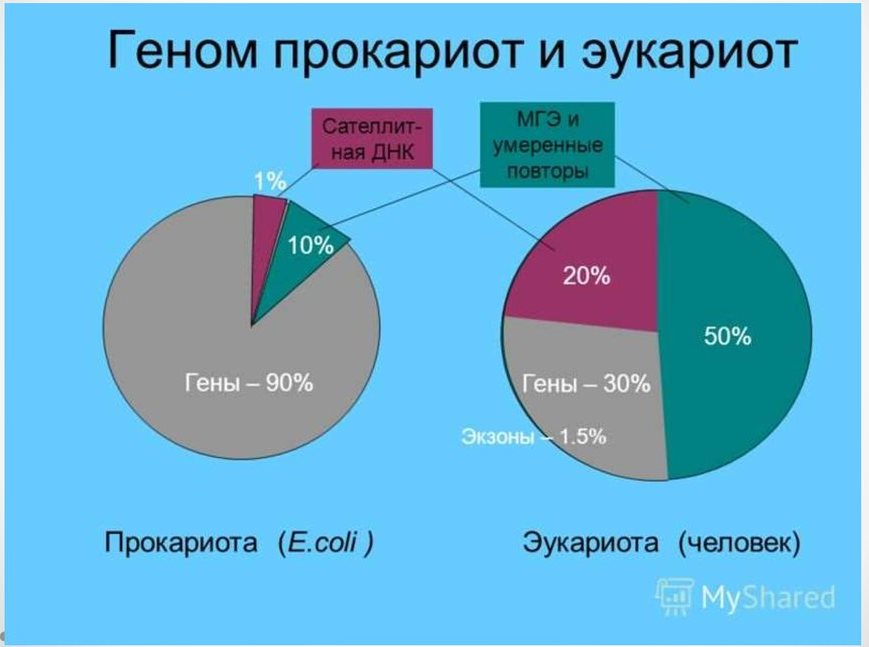 Геном прокариот и эукариот
Сателлит-
ная ДНК
МГЭ и
умеренные
повторы
1%
10%
Гены – 90%
20%
50%
Гены – 30%
Экзоны – 1.5%
Прокариота (E.coli )
Эукариота (человек)
MyShared